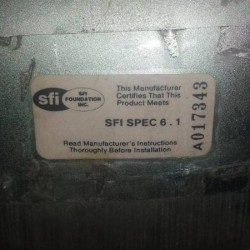 This Manufacturer
Certifies That This
Product Meets
sfi
SFI
FOUNDATION
INC.
SFI SPEC 6.1
Read Manufacturer's Instructions
Thoroughly Before Installation
A017343